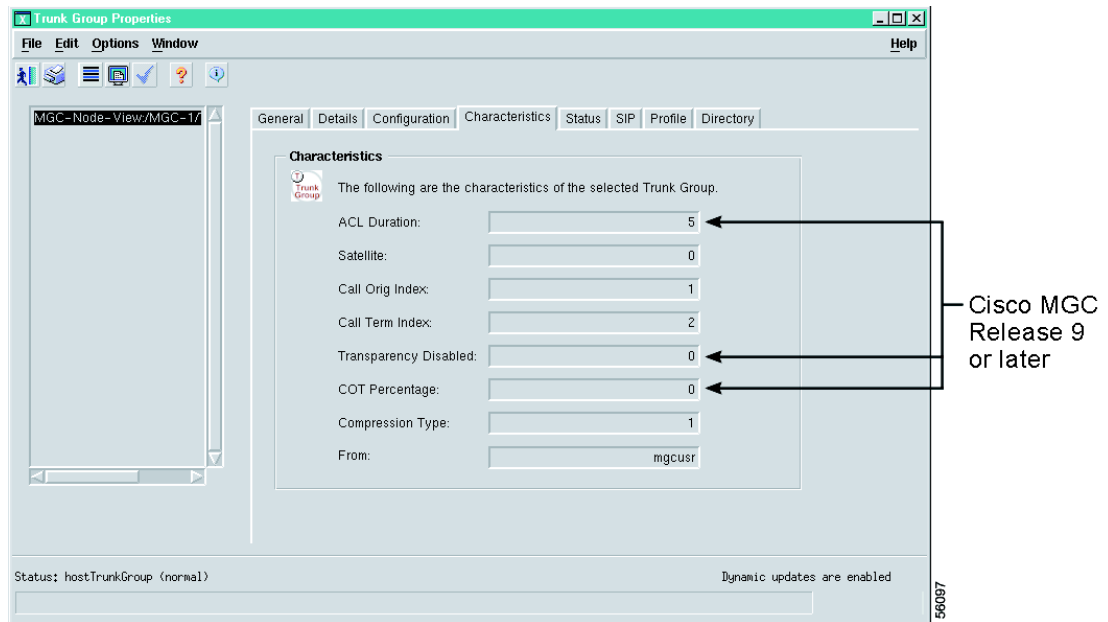 Trunk Group Properties
File Edit Options Window Help
MGC-Node-View:/MGC-1/
General Details Configuration Characteristics Status SIP Profile Directory
Characteristics
T
Trunk
Group
The following are the characteristics of the selected Trunk Group.
ACL Duration: 5
Satellite: 0
Call Orig Index: 1
Call Term Index: 2
Transparency Disabled: 0
COT Percentage: 0
Compression Type: 1
From: mgcusr
Cisco MGC
Release 9
or later
Status: hostTrunkGroup (normal) Dynamic updates are enabled
56097